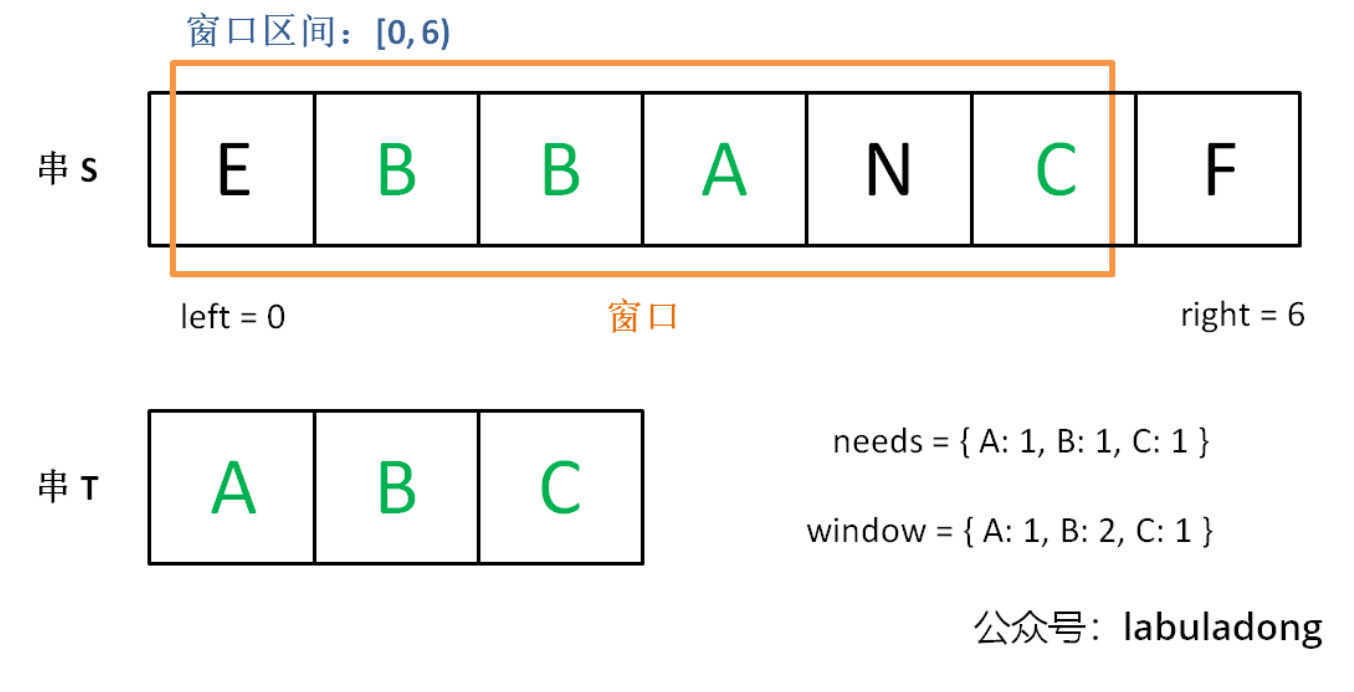 窗口区间：[0, 6)
串 S
E B B A N C F
left = 0
窗口
right = 6
串 T
A B C
needs = { A: 1, B: 1, C: 1 }
window = { A: 1, B: 2, C: 1 }
公众号：labuladong